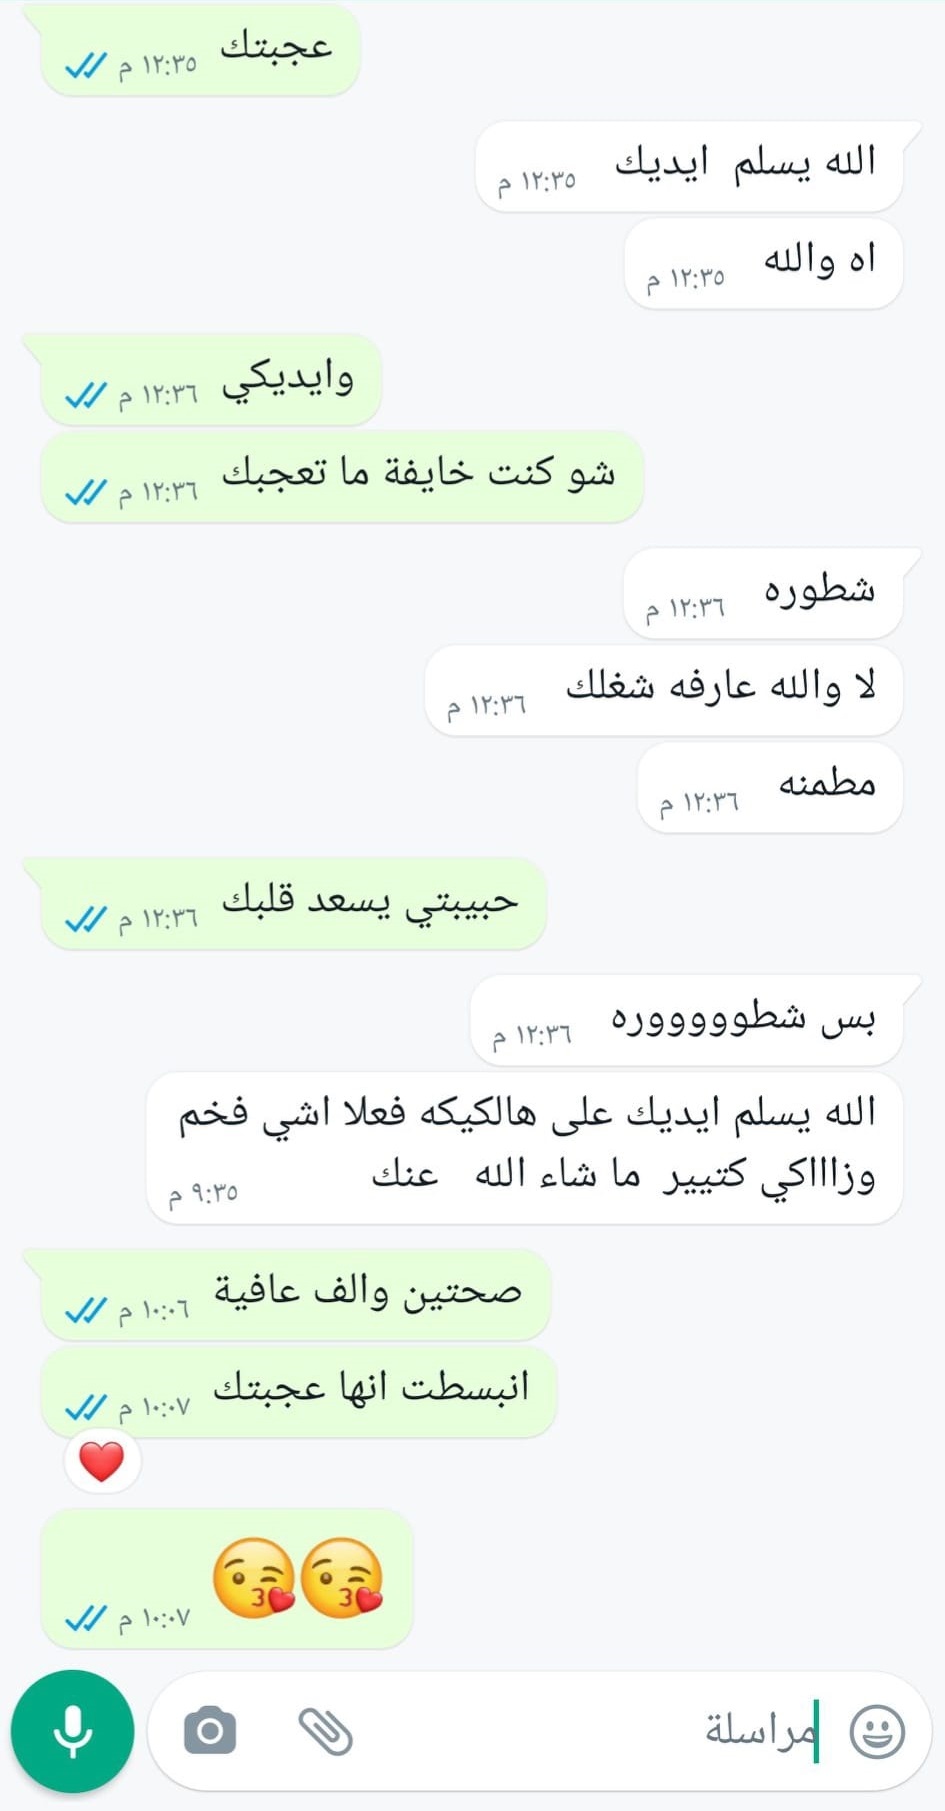 عجبتك
١٢:٣٥ م
الله يسلم ايديك
١٢:٣٥ م
اه والله
١٢:٣٥ م
وايديكي
١٢:٣٦ م
شو كنت خايفة ما تعجبك
١٢:٣٦ م
شطوره
١٢:٣٦ م
لا والله عارفه شغلك
١٢:٣٦ م
مطمنه
١٢:٣٦ م
حبيبتي يسعد قلبك
١٢:٣٦ م
بس شطووووووره
١٢:٣٦ م
الله يسلم ايديك على هالكيكه فعلا اشي فخم
وزااااكي كتيير ما شاء الله عنك
٩:٣٥ م
صحتين والف عافية
١٠:٠٦ م
انبسطت انها عجبتك
١٠:٠٧ م
❤️
😘😘
١٠:٠٧ م
مراسلة